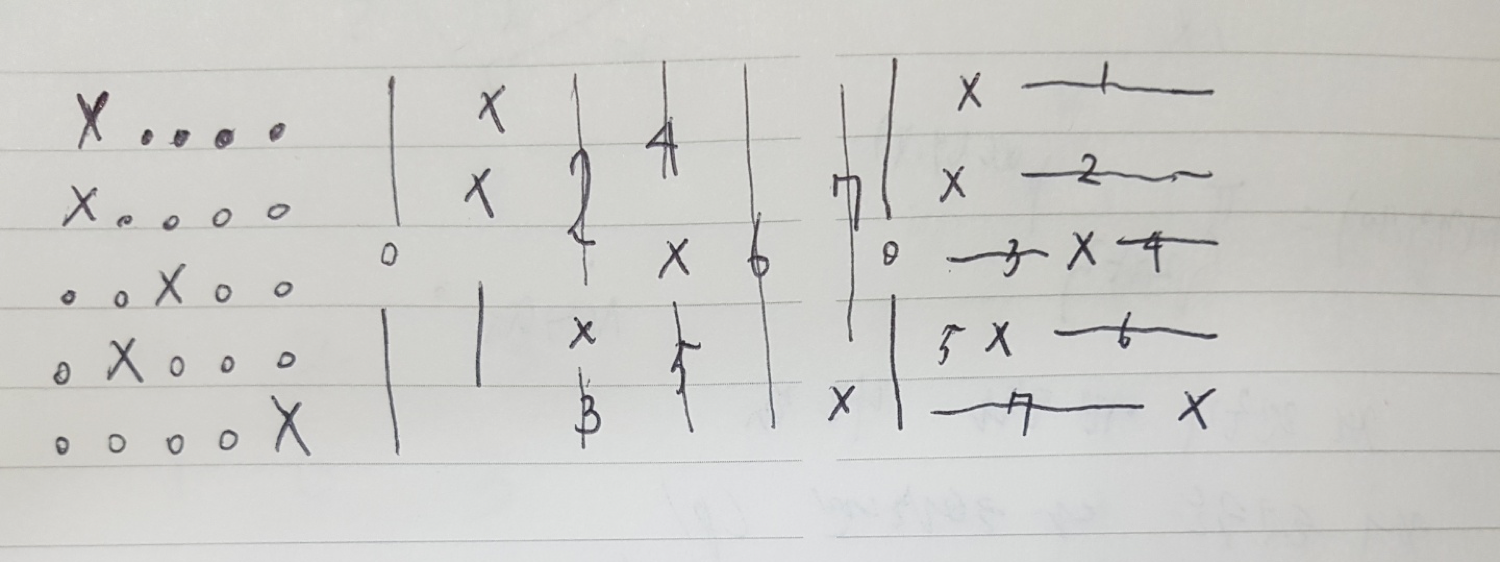 X . . . . | X | 4 | | | X — 1 —
X . o o o | X 2 | 7 | X — 2 —
o o X o o o X 6 o — 3 — X — 4 —
o X o o o | | X 5 | | | 5 X — 6 —
o o o o X | 3 | | X | — 7 — X